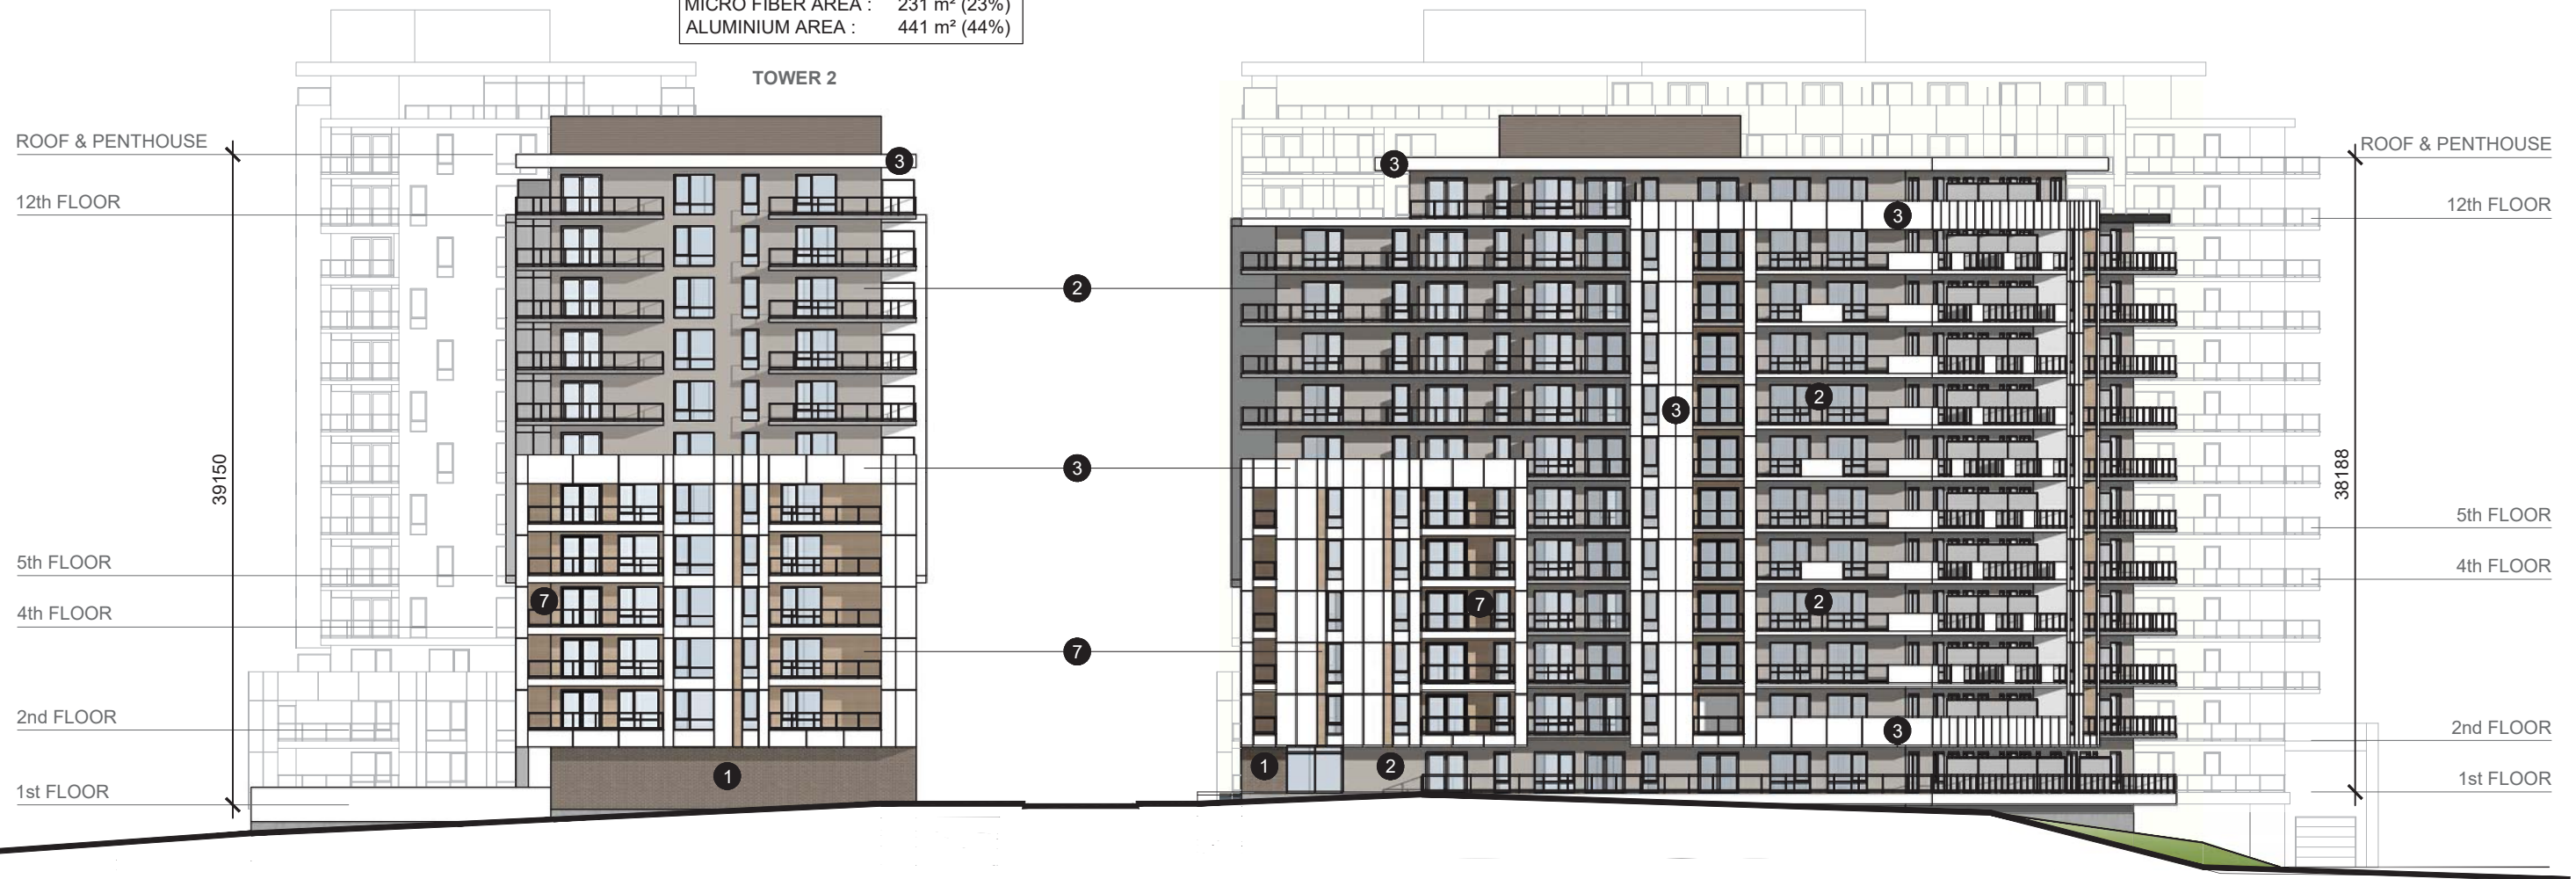 MICRO FIBER AREA : 231 m² (23%)
ALUMINIUM AREA : 441 m² (44%)
TOWER 2
ROOF & PENTHOUSE
12th FLOOR
5th FLOOR
4th FLOOR
2nd FLOOR
1st FLOOR
39150
3
7
1
2
3
7
3
3
3
2
2
7
3
1
2
38188
ROOF & PENTHOUSE
12th FLOOR
5th FLOOR
4th FLOOR
2nd FLOOR
1st FLOOR